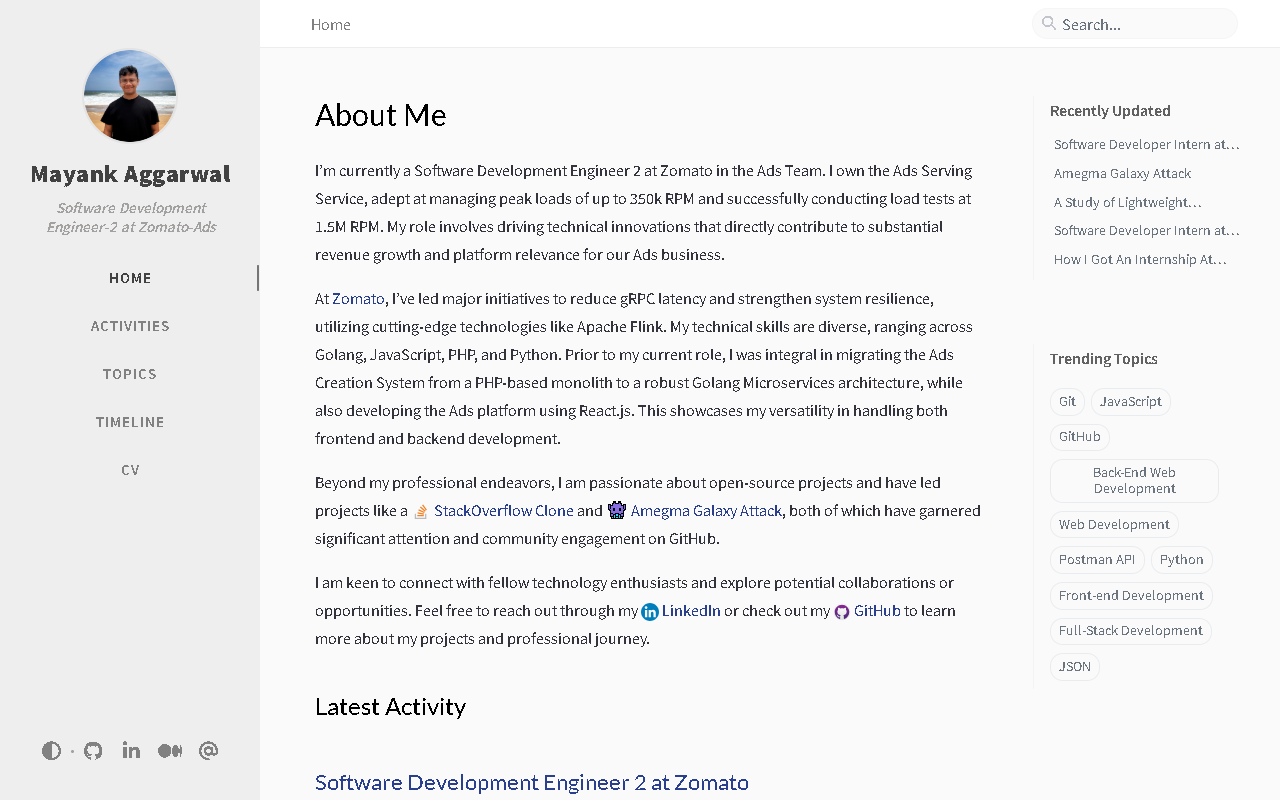 Mayank Aggarwal
Software Development
Engineer-2 at Zomato-Ads
HOME
ACTIVITIES
TOPICS
TIMELINE
CV
Home
Search...
About Me
I'm currently a Software Development Engineer 2 at Zomato in the Ads Team. I own the Ads Serving
Service, adept at managing peak loads of up to 350k RPM and successfully conducting load tests at
1.5M RPM. My role involves driving technical innovations that directly contribute to substantial
revenue growth and platform relevance for our Ads business.
At Zomato, I've led major initiatives to reduce gRPC latency and strengthen system resilience,
utilizing cutting-edge technologies like Apache Flink. My technical skills are diverse, ranging across
Golang, JavaScript, PHP, and Python. Prior to my current role, I was integral in migrating the Ads
Creation System from a PHP-based monolith to a robust Golang Microservices architecture, while
also developing the Ads platform using React.js. This showcases my versatility in handling both
frontend and backend development.
Beyond my professional endeavors, I am passionate about open-source projects and have led
projects like a StackOverflow Clone and Amegma Galaxy Attack, both of which have garnered
significant attention and community engagement on GitHub.
I am keen to connect with fellow technology enthusiasts and explore potential collaborations or
opportunities. Feel free to reach out through my LinkedIn or check out my GitHub to learn
more about my projects and professional journey.
Latest Activity
Software Development Engineer 2 at Zomato
Recently Updated
Software Developer Intern at...
Amegma Galaxy Attack
A Study of Lightweight...
Software Developer Intern at...
How I Got An Internship At...
Trending Topics
Git JavaScript
GitHub
Back-End Web
Development
Web Development
Postman API Python
Front-end Development
Full-Stack Development
JSON